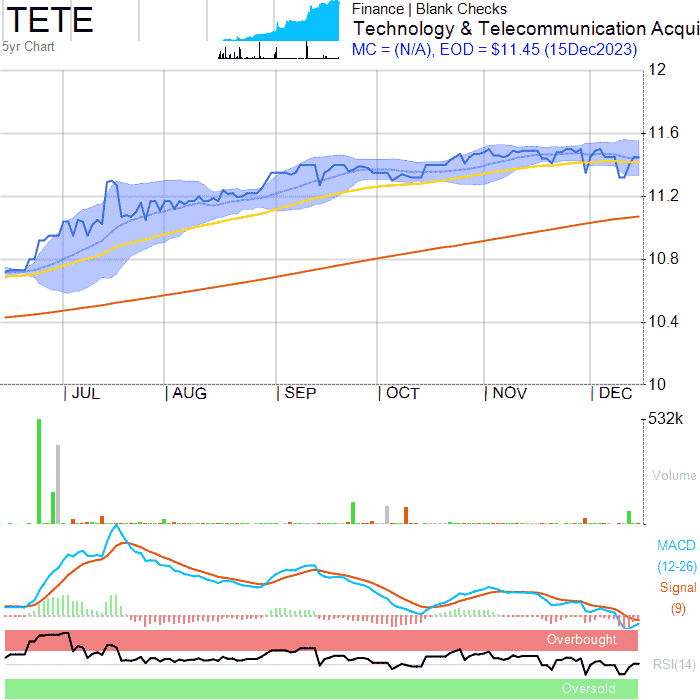 TETE
5yr Chart
Finance | Blank Checks
Technology & Telecommunication Acqui
MC = (N/A), EOD = $11.45 (15Dec2023)
12
11.6
11.2
10.8
10.4
10
JUL
AUG
SEP
OCT
NOV
DEC
532k
Volume
MACD
(12-26)
Signal
(9)
Overbought
RSI(14)
Oversold